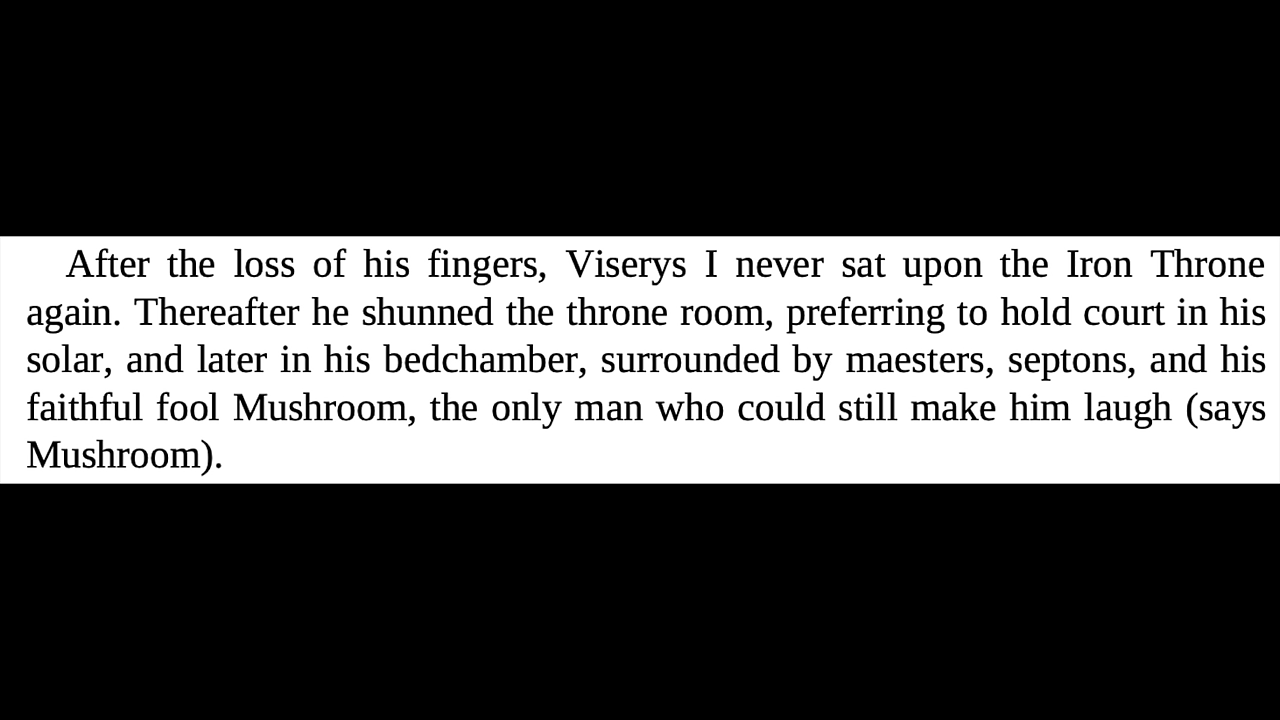 After the loss of his fingers, Viserys I never sat upon the Iron Throne
again. Thereafter he shunned the throne room, preferring to hold court in his
solar, and later in his bedchamber, surrounded by maesters, septons, and his
faithful fool Mushroom, the only man who could still make him laugh (says
Mushroom).